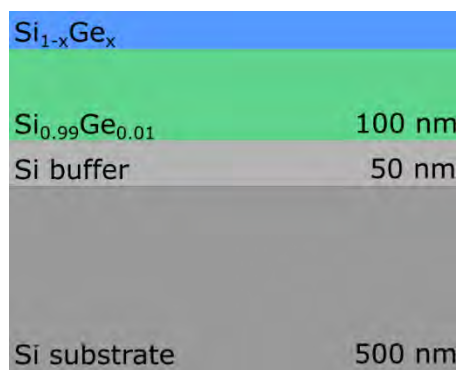 Si₁₋ₓGeₓ
Si₀.₉₉Ge₀.₀₁ 100 nm
Si buffer 50 nm
Si substrate 500 nm